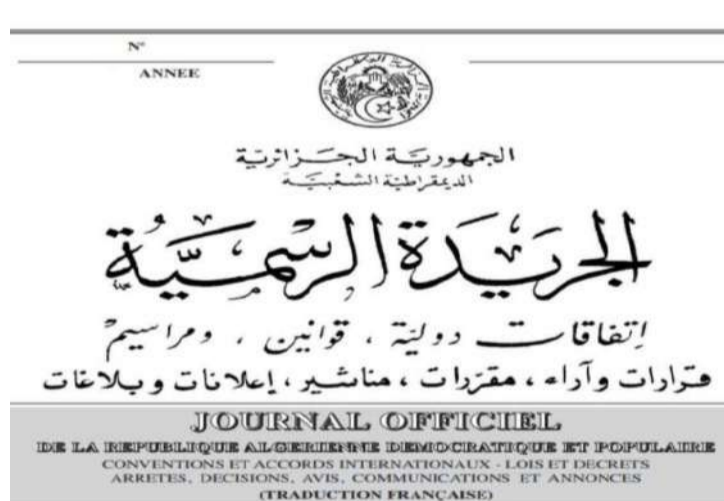 N°
ANNEE
الجمهورية الجزائرية
الديمقراطية الشعبية
الجريدة الرسمية
إتفاقات دولية ، قوانين ، ومراسيم
قرارات وآراء ، مقررات ، مناشير ، إعلانات وبلاغات
JOURNAL OFFICIEL
DE LA REPUBLIQUE ALGERIENNE DEMOCRATIQUE ET POPULAIRE
CONVENTIONS ET ACCORDS INTERNATIONAUX - LOIS ET DECRETS
ARRETES, DECISIONS, AVIS, COMMUNICATIONS ET ANNONCES
(TRADUCTION FRANÇAISE)